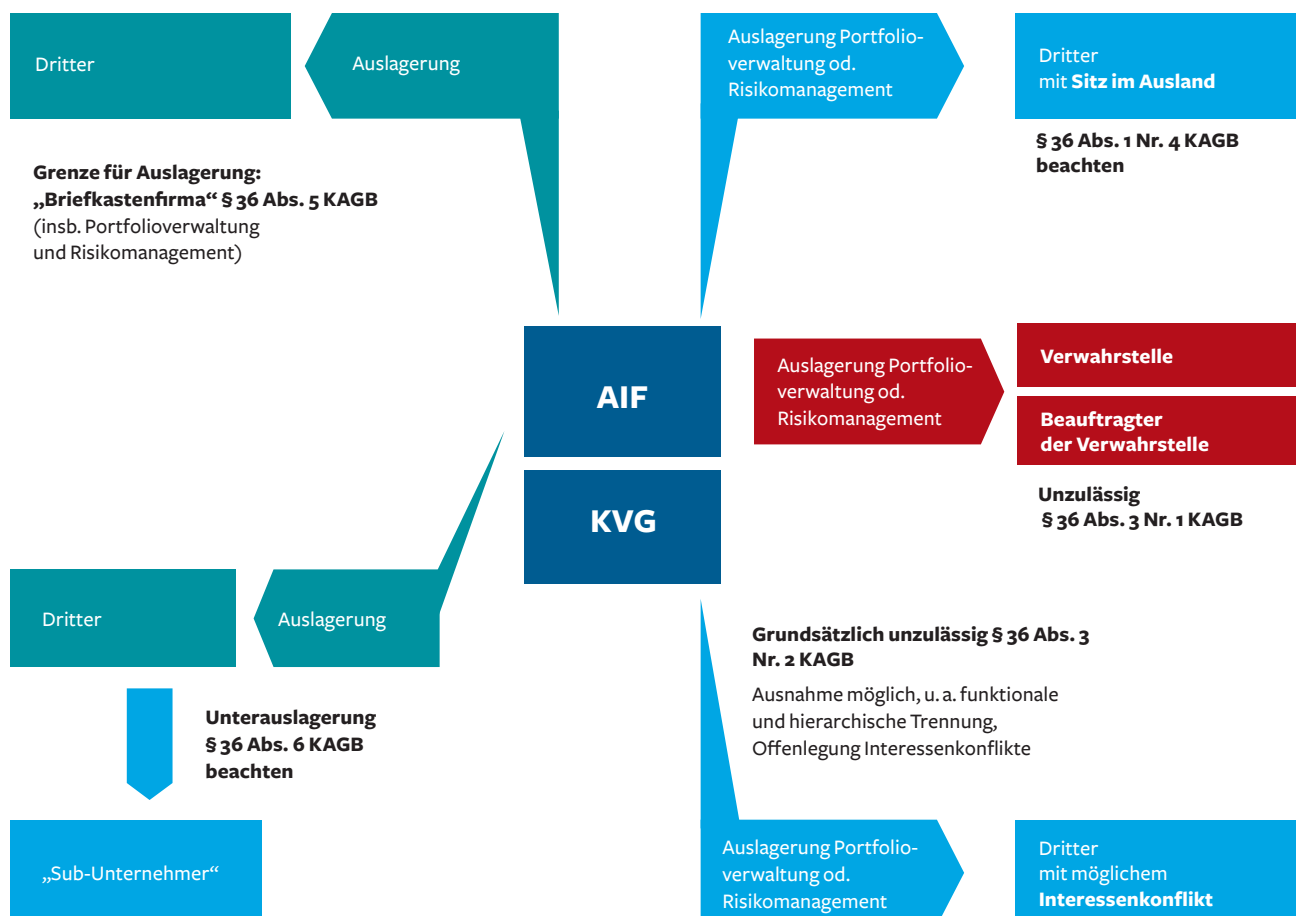 Dritter
Auslagerung
Grenze für Auslagerung:
„Briefkastenfirma“ § 36 Abs. 5 KAGB
(insb. Portfolioverwaltung
und Risikomanagement)
Auslagerung Portfolio-
verwaltung od.
Risikomanagement
Dritter
mit Sitz im Ausland
§ 36 Abs. 1 Nr. 4 KAGB
beachten
AIF
KVG
Auslagerung Portfolio-
verwaltung od.
Risikomanagement
Verwahrstelle
Beauftragter
der Verwahrstelle
Unzulässig
§ 36 Abs. 3 Nr. 1 KAGB
Dritter
Auslagerung
Unterauslagerung
§ 36 Abs. 6 KAGB
beachten
„Sub-Unternehmer“
Grundsätzlich unzulässig § 36 Abs. 3
Nr. 2 KAGB
Ausnahme möglich, u. a. funktionale
und hierarchische Trennung,
Offenlegung Interessenkonflikte
Auslagerung Portfolio-
verwaltung od.
Risikomanagement
Dritter
mit möglichem
Interessenkonflikt